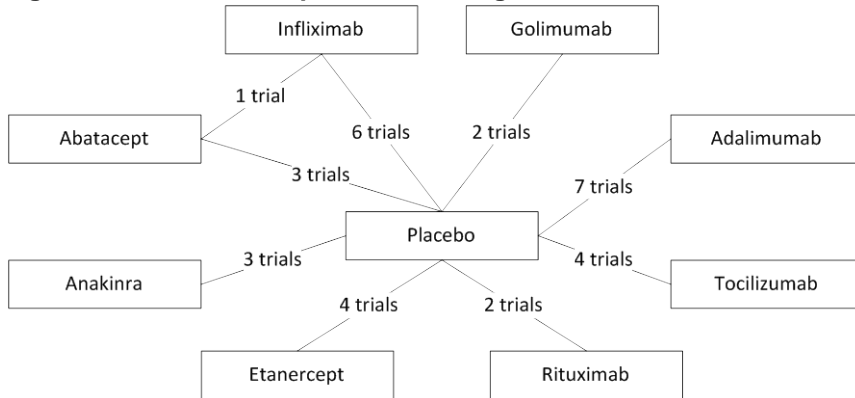 Infliximab
Golimumab
1 trial
Abatacept
6 trials
2 trials
Adalimumab
3 trials
7 trials
Placebo
Anakinra
3 trials
4 trials
Tocilizumab
4 trials
2 trials
Etanercept
Rituximab